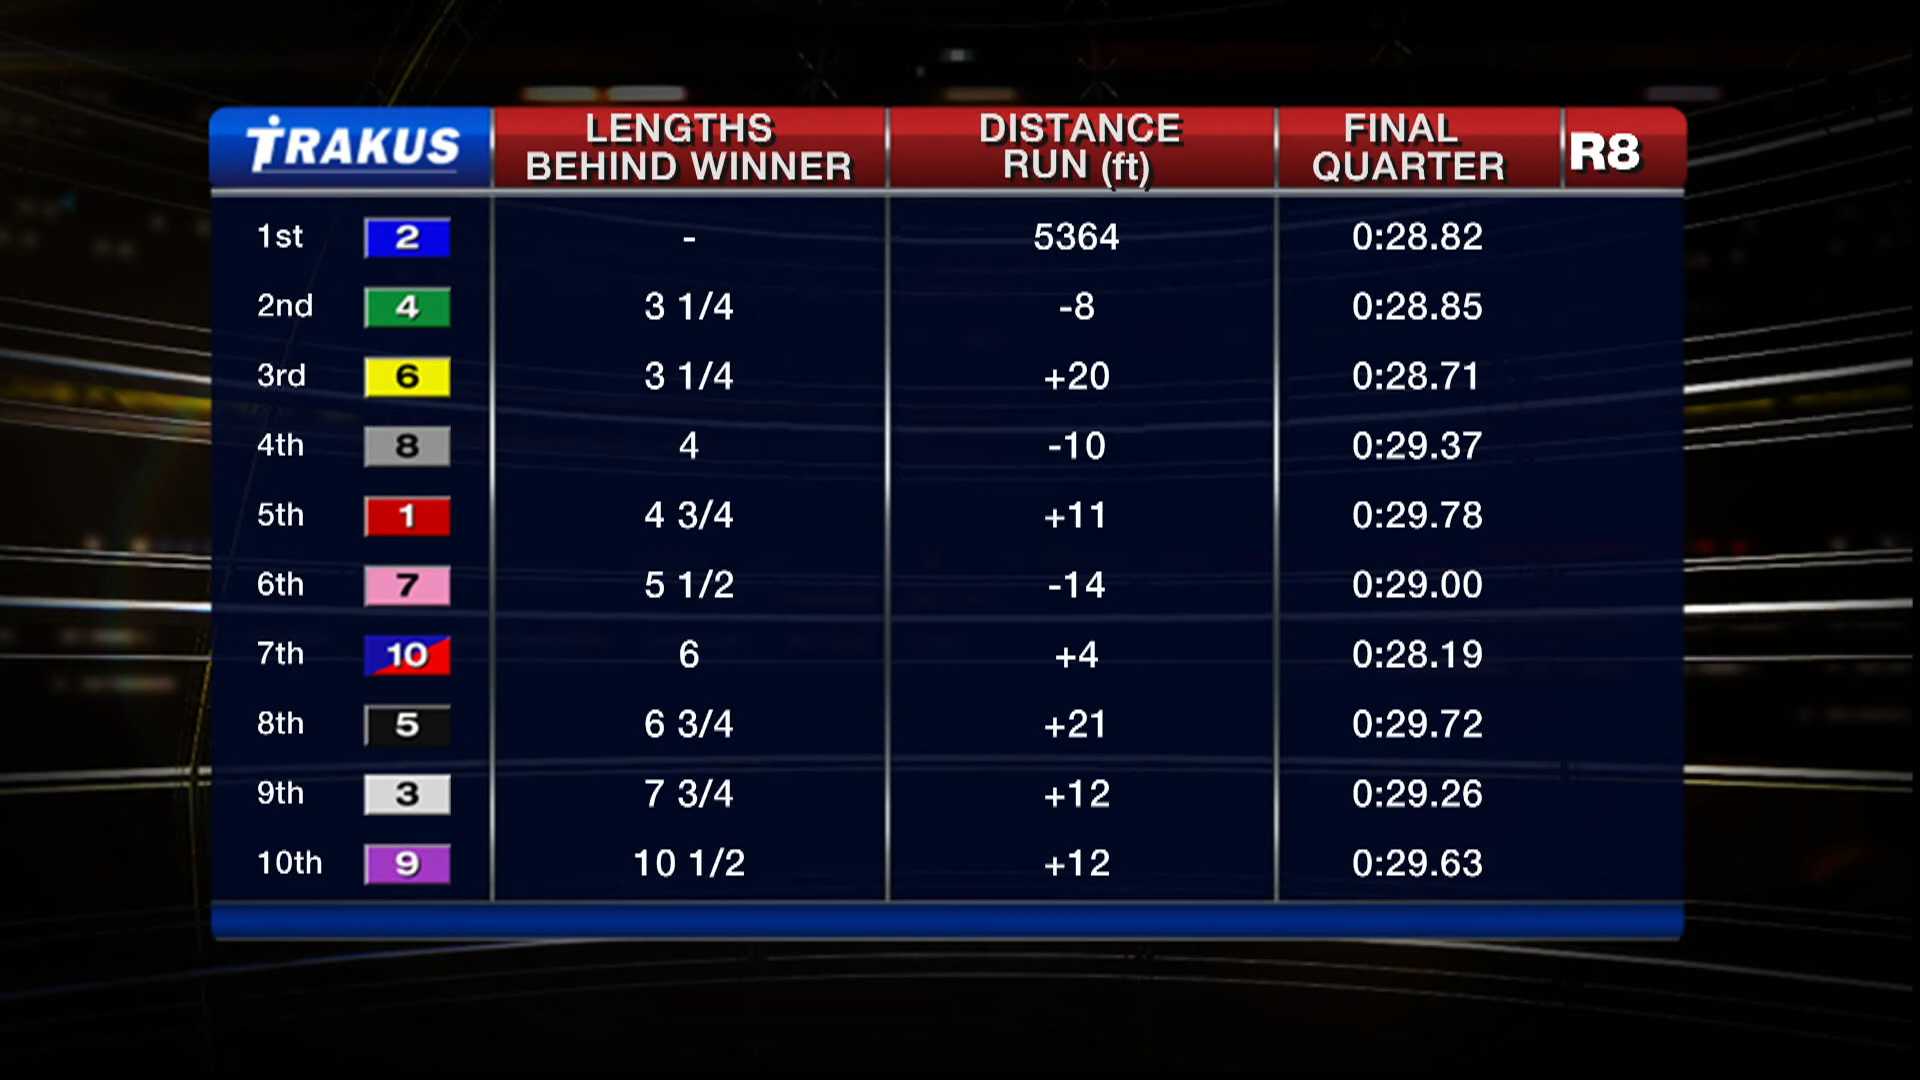 TRAKUS LENGTHS BEHIND WINNER DISTANCE RUN (ft) FINAL QUARTER R8
1st 2 - 5364 0:28.82
2nd 4 3 1/4 -8 0:28.85
3rd 6 3 1/4 +20 0:28.71
4th 8 4 -10 0:29.37
5th 1 4 3/4 +11 0:29.78
6th 7 5 1/2 -14 0:29.00
7th 10 6 +4 0:28.19
8th 5 6 3/4 +21 0:29.72
9th 3 7 3/4 +12 0:29.26
10th 9 10 1/2 +12 0:29.63